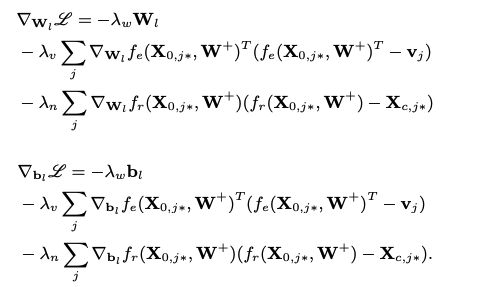 ∇_{𝐖_l} ℒ = −λ_w 𝐖_l
− λ_v ∑_j ∇_{𝐖_l} f_e(𝐗_{0,j∗}, 𝐖⁺)^T (f_e(𝐗_{0,j∗}, 𝐖⁺)^T − 𝐯_j)
− λ_n ∑_j ∇_{𝐖_l} f_r(𝐗_{0,j∗}, 𝐖⁺)(f_r(𝐗_{0,j∗}, 𝐖⁺) − 𝐗_{c,j∗})
∇_{𝐛_l} ℒ = −λ_w 𝐛_l
− λ_v ∑_j ∇_{𝐛_l} f_e(𝐗_{0,j∗}, 𝐖⁺)^T (f_e(𝐗_{0,j∗}, 𝐖⁺)^T − 𝐯_j)
− λ_n ∑_j ∇_{𝐛_l} f_r(𝐗_{0,j∗}, 𝐖⁺)(f_r(𝐗_{0,j∗}, 𝐖⁺) − 𝐗_{c,j∗}).